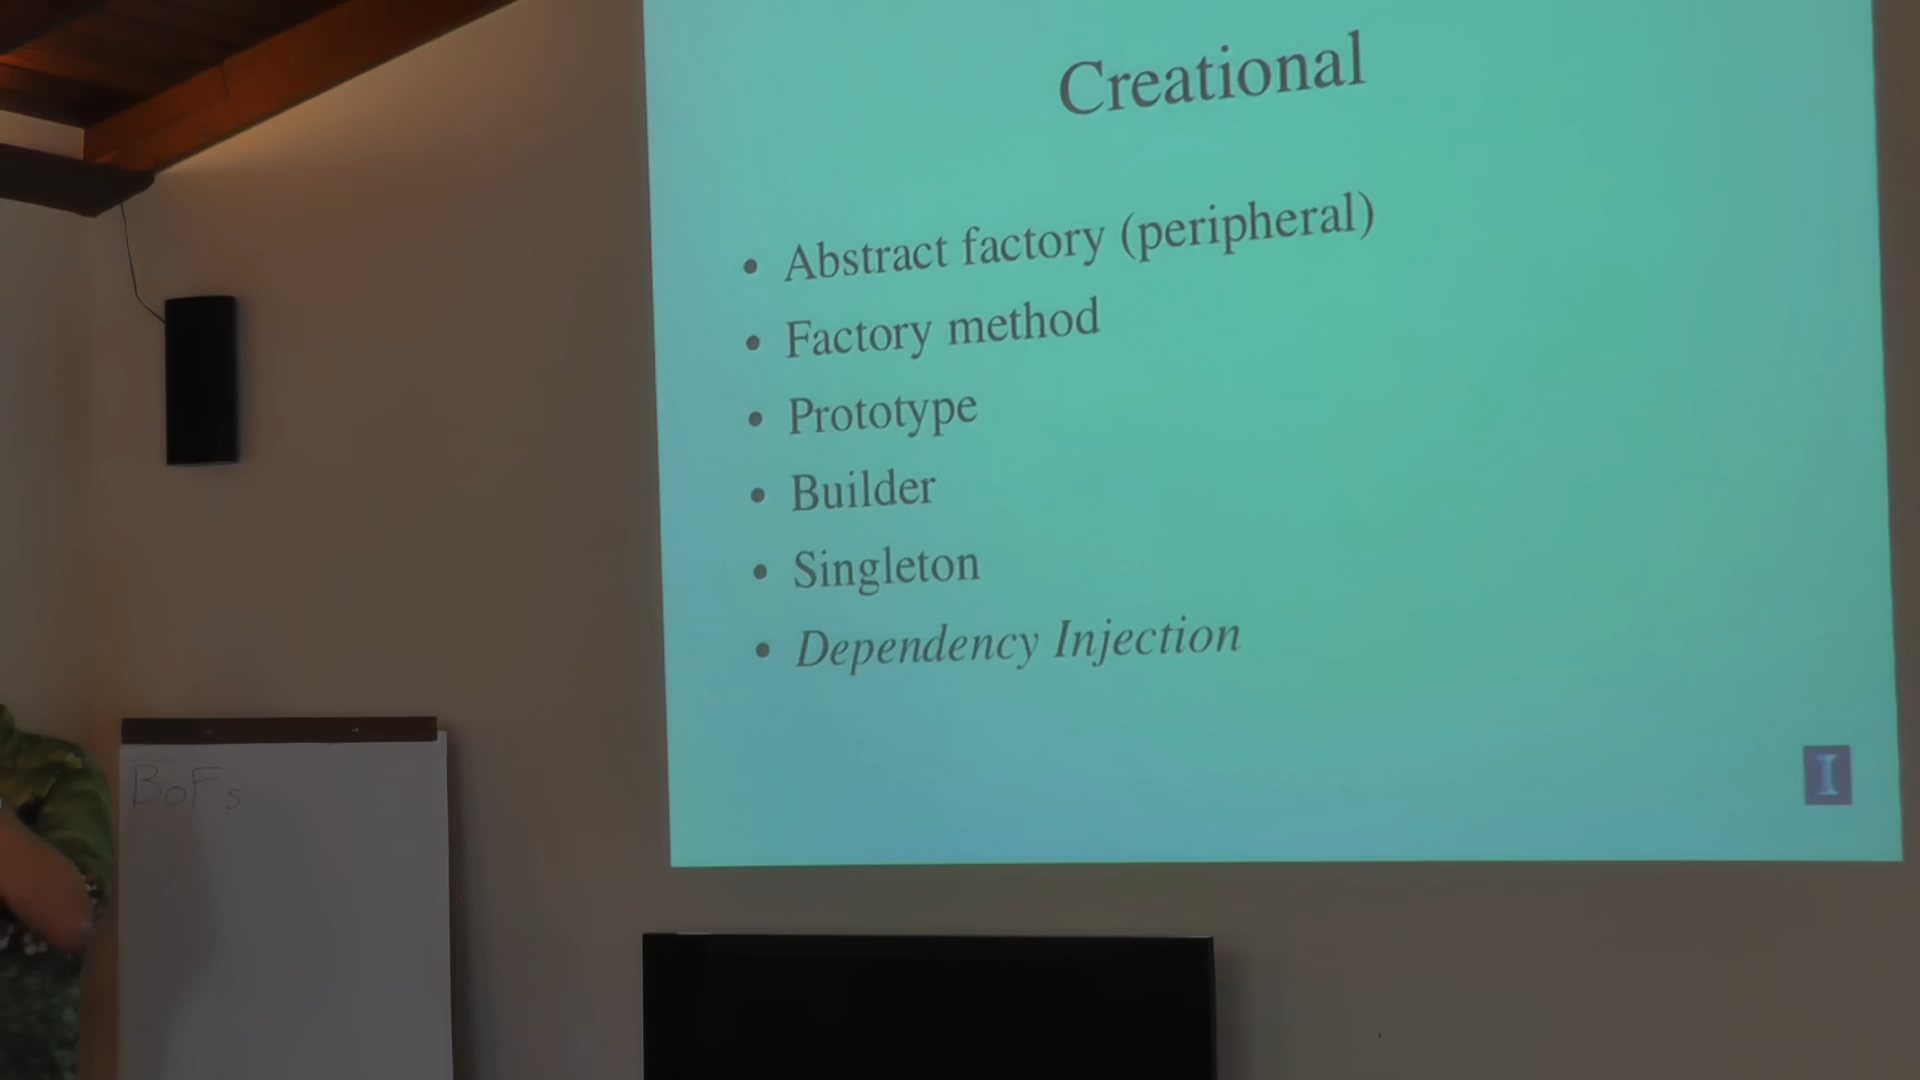 Creational
• Abstract factory (peripheral)
• Factory method
• Prototype
• Builder
• Singleton
• Dependency Injection
I
BoFs